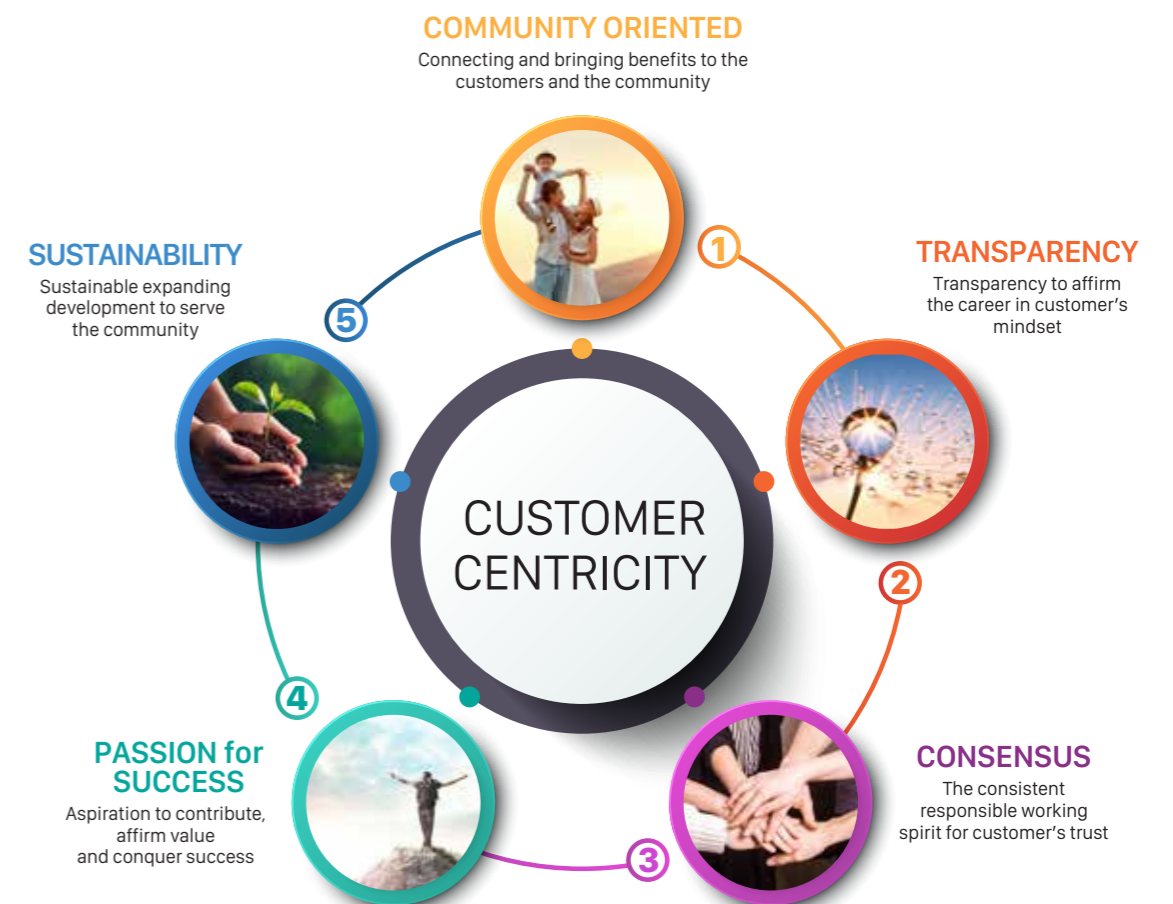 COMMUNITY ORIENTED
Connecting and bringing benefits to the
customers and the community
1
TRANSPARENCY
Transparency to affirm
the career in customer's
mindset
2
CONSENSUS
The consistent
responsible working
spirit for customer's trust
3
PASSION for
SUCCESS
Aspiration to contribute,
affirm value
and conquer success
4
SUSTAINABILITY
Sustainable expanding
development to serve
the community
5
CUSTOMER
CENTRICITY